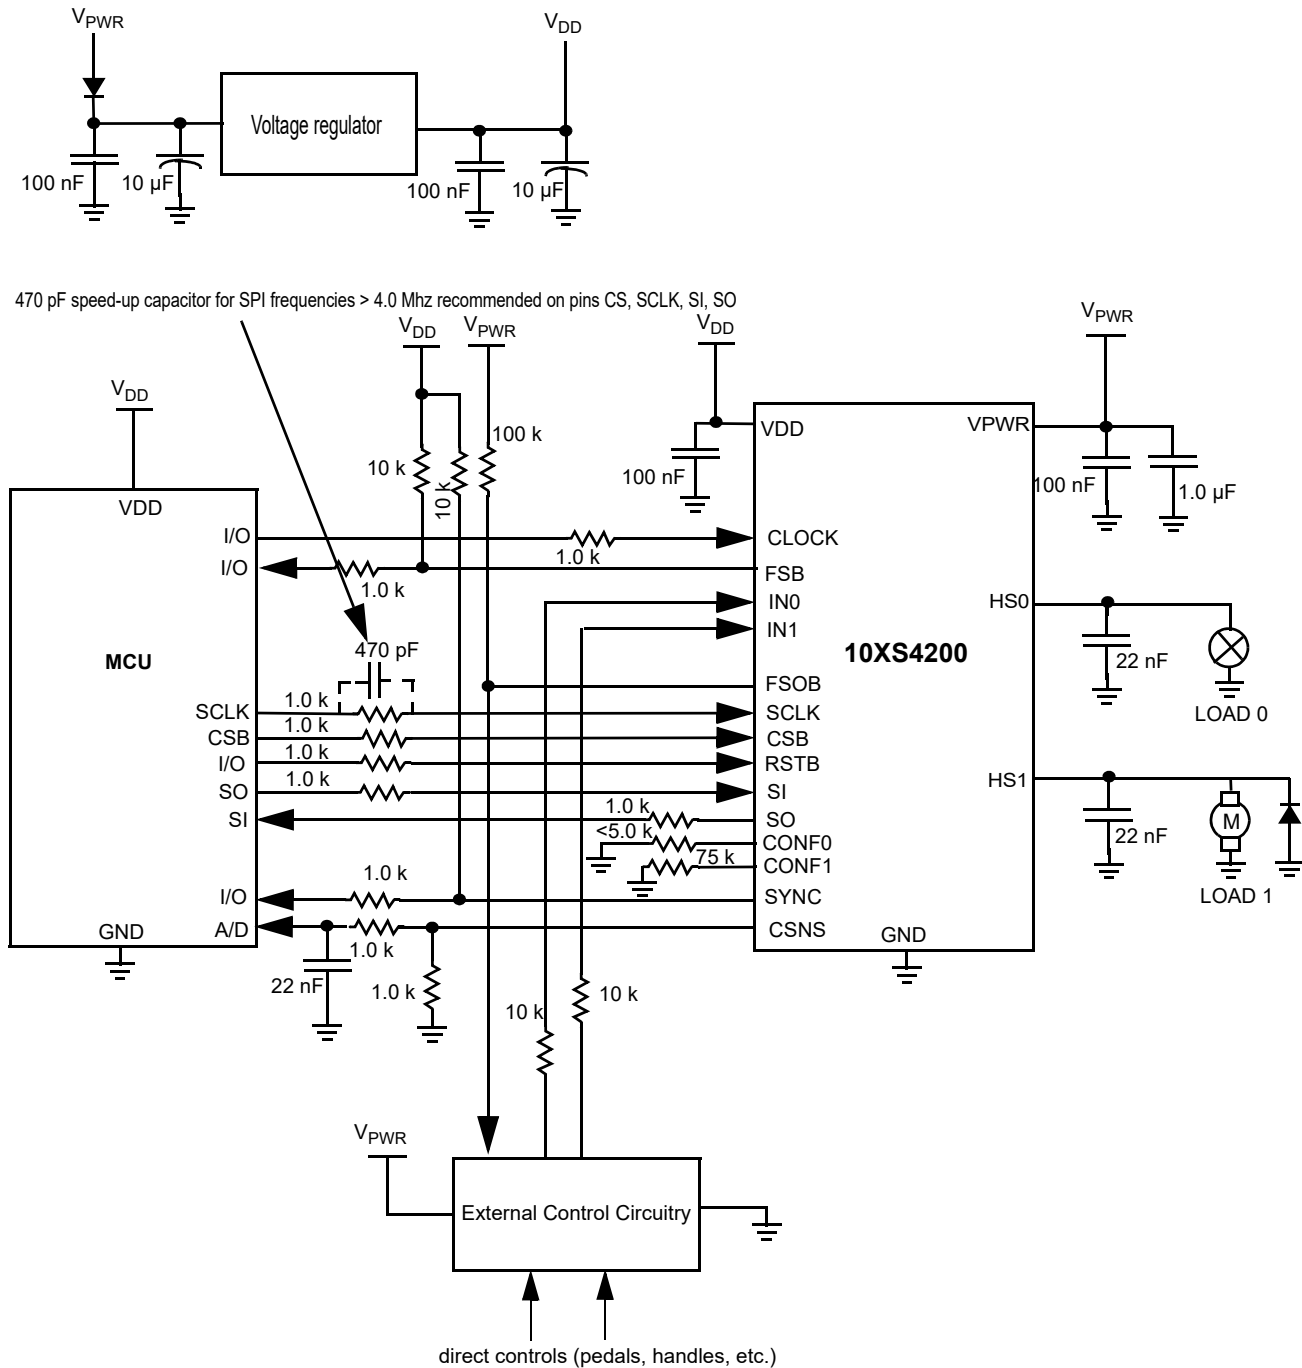 VPWR
VDD
Voltage regulator
100 nF
10 µF
100 nF
10 µF
470 pF speed-up capacitor for SPI frequencies > 4.0 Mhz recommended on pins CS, SCLK, SI, SO
VDD
VPWR
VDD
VPWR
VDD
100 k
10 k
10 k
VDD
100 nF
VPWR
100 nF
1.0 µF
VDD
I/O
1.0 k
CLOCK
I/O
1.0 k
FSB
IN0
HS0
IN1
MCU
470 pF
10XS4200
22 nF
FSOB
LOAD 0
SCLK
1.0 k
SCLK
CSB
1.0 k
CSB
I/O
1.0 k
RSTB
SO
1.0 k
SI
HS1
SI
1.0 k
SO
<5.0 k
CONF0
22 nF
M
75 k
CONF1
LOAD 1
I/O
1.0 k
SYNC
A/D
1.0 k
CSNS
GND
GND
22 nF
1.0 k
10 k
10 k
VPWR
External Control Circuitry
direct controls (pedals, handles, etc.)